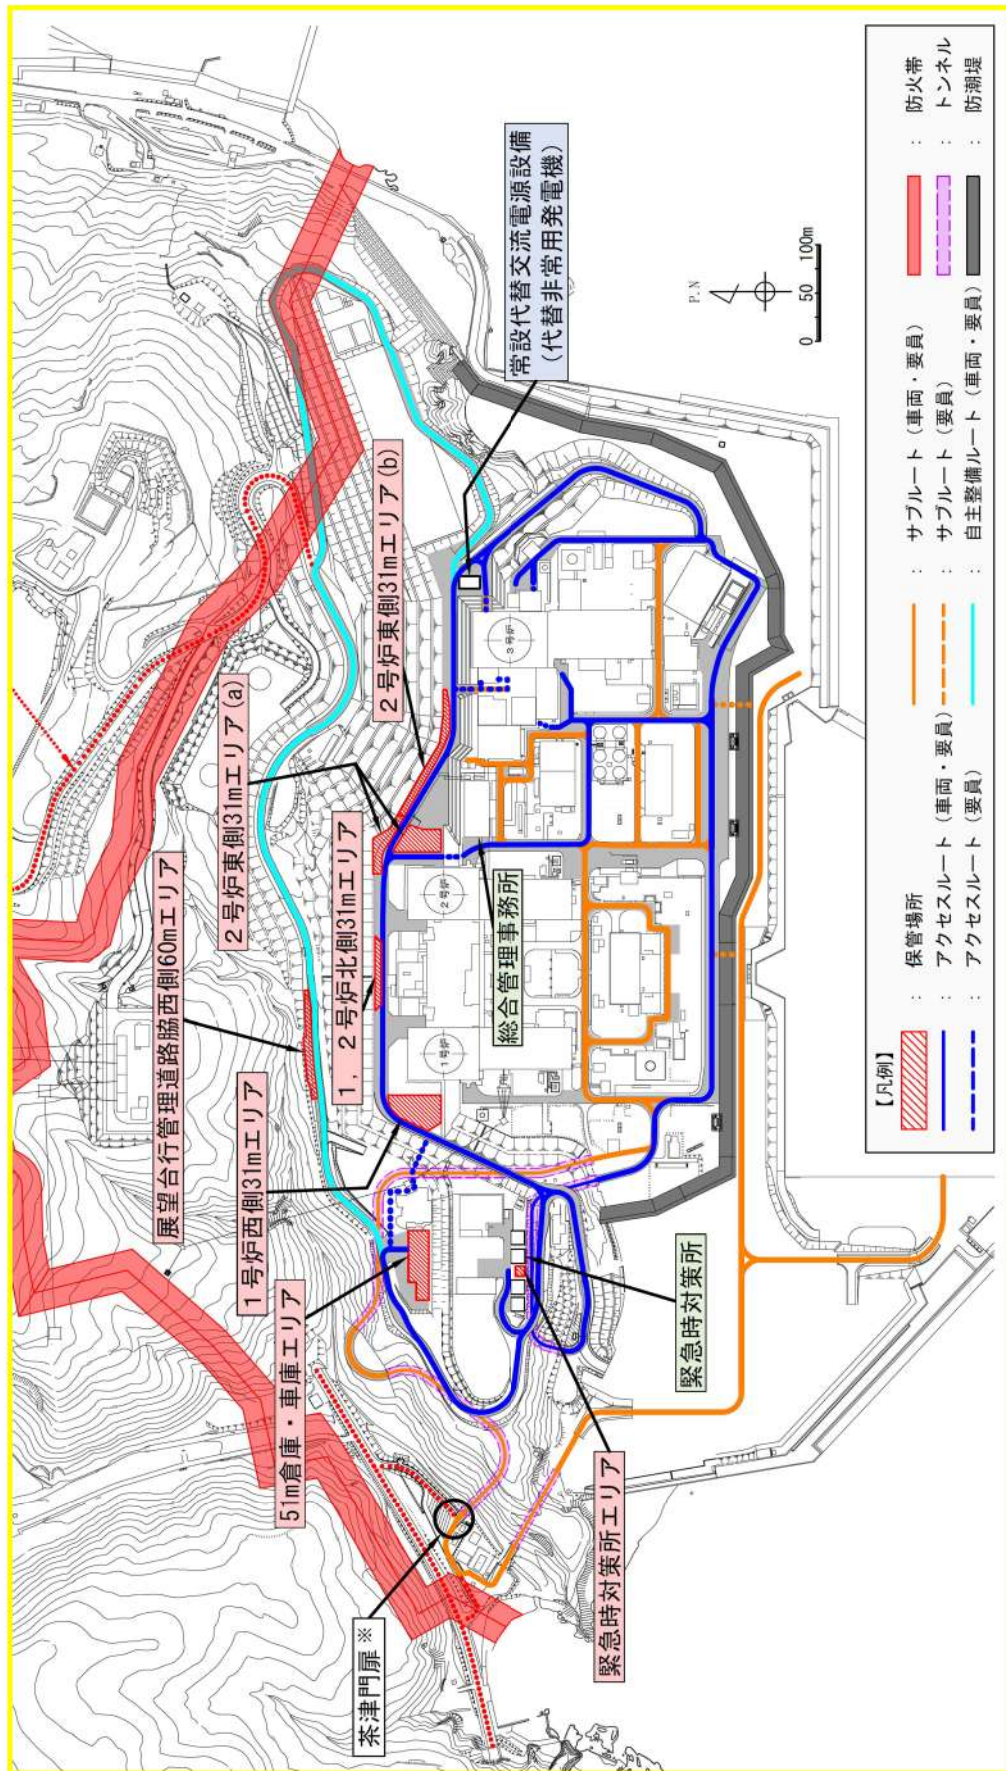 茶津門扉※
51m倉庫・車庫エリア
1号炉西側31mエリア
展望台行管理道路脇西側60mエリア
1，2号炉北側31mエリア
2号炉東側31mエリア(a)
2号炉東側31mエリア(b)
常設代替交流電源設備
(代替非常用発電機)
緊急時対策所エリア
緊急時対策所
総合管理事務所
1号炉
2号炉
3号炉
P.N
0 50 100m
【凡例】
： 保管場所
： アクセスルート（車両・要員）
： アクセスルート（要員）
： サブルート（車両・要員）
： サブルート（要員）
： 自主整備ルート（車両・要員）
： 防火帯
： トンネル
： 防潮堤